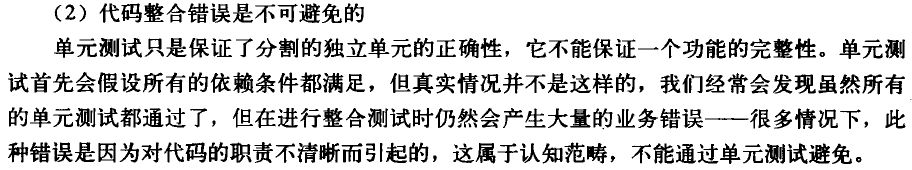 （2）代码整合错误是不可避免的
单元测试只是保证了分割的独立单元的正确性，它不能保证一个功能的完整性。单元测
试首先会假设所有的依赖条件都满足，但真实情况并不是这样的，我们经常会发现虽然所有
的单元测试都通过了，但在进行整合测试时仍然会产生大量的业务错误——很多情况下，此
种错误是因为对代码的职责不清晰而引起的，这属于认知范畴，不能通过单元测试避免。